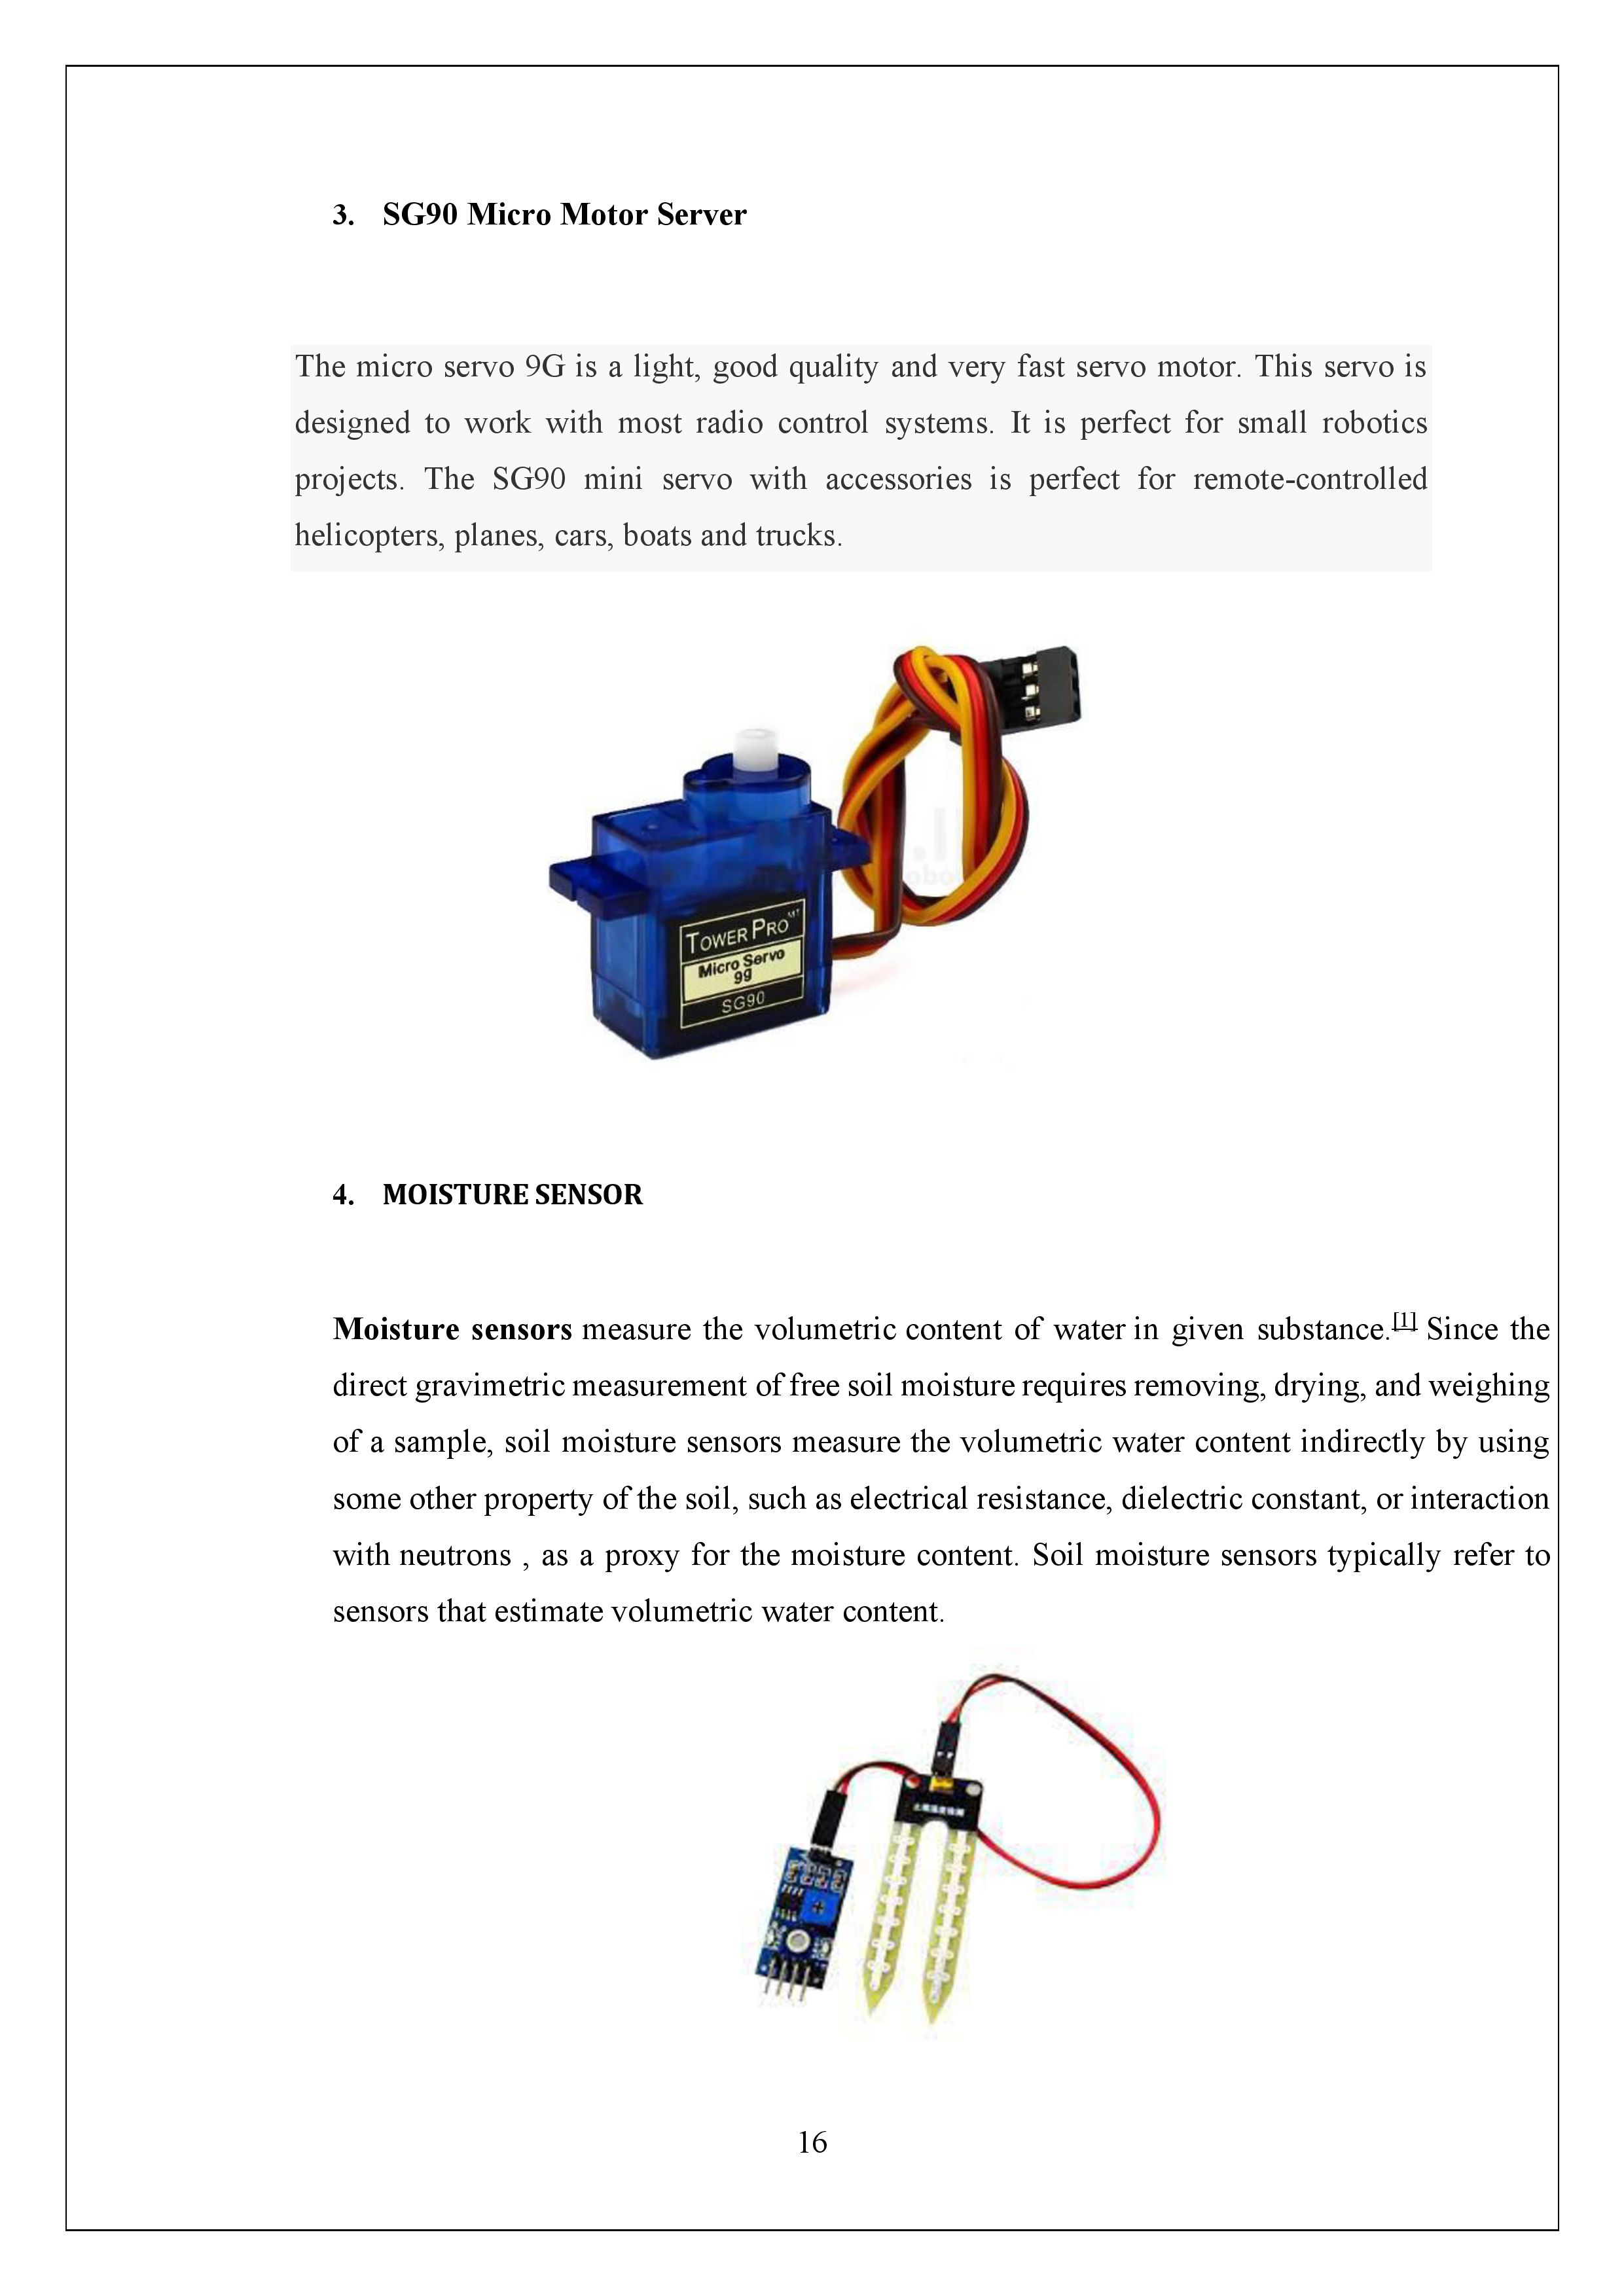 3. SG90 Micro Motor Server
The micro servo 9G is a light, good quality and very fast servo motor. This servo is
designed to work with most radio control systems. It is perfect for small robotics
projects. The SG90 mini servo with accessories is perfect for remote-controlled
helicopters, planes, cars, boats and trucks.
TOWER PRO
Micro Servo
9g
SG90
4. MOISTURE SENSOR
Moisture sensors measure the volumetric content of water in given substance.[1] Since the
direct gravimetric measurement of free soil moisture requires removing, drying, and weighing
of a sample, soil moisture sensors measure the volumetric water content indirectly by using
some other property of the soil, such as electrical resistance, dielectric constant, or interaction
with neutrons , as a proxy for the moisture content. Soil moisture sensors typically refer to
sensors that estimate volumetric water content.
16